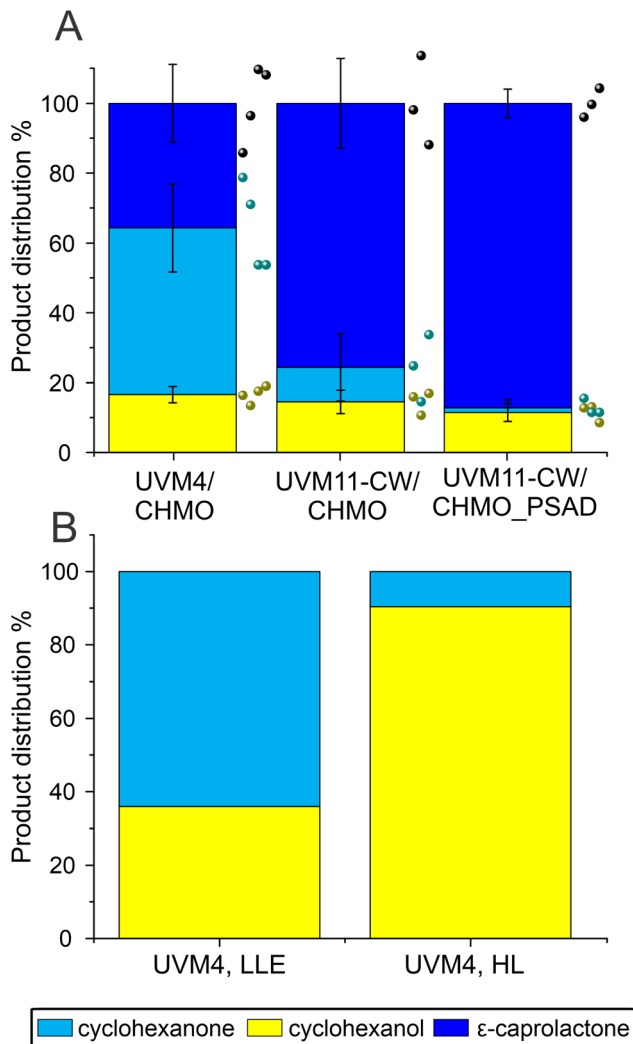 A
Product distribution %
100
80
60
40
20
0
UVM4/
CHMO
UVM11-CW/
CHMO
UVM11-CW/
CHMO_PSAD
B
Product distribution %
100
80
60
40
20
0
UVM4, LLE
UVM4, HL
cyclohexanone cyclohexanol ε-caprolactone